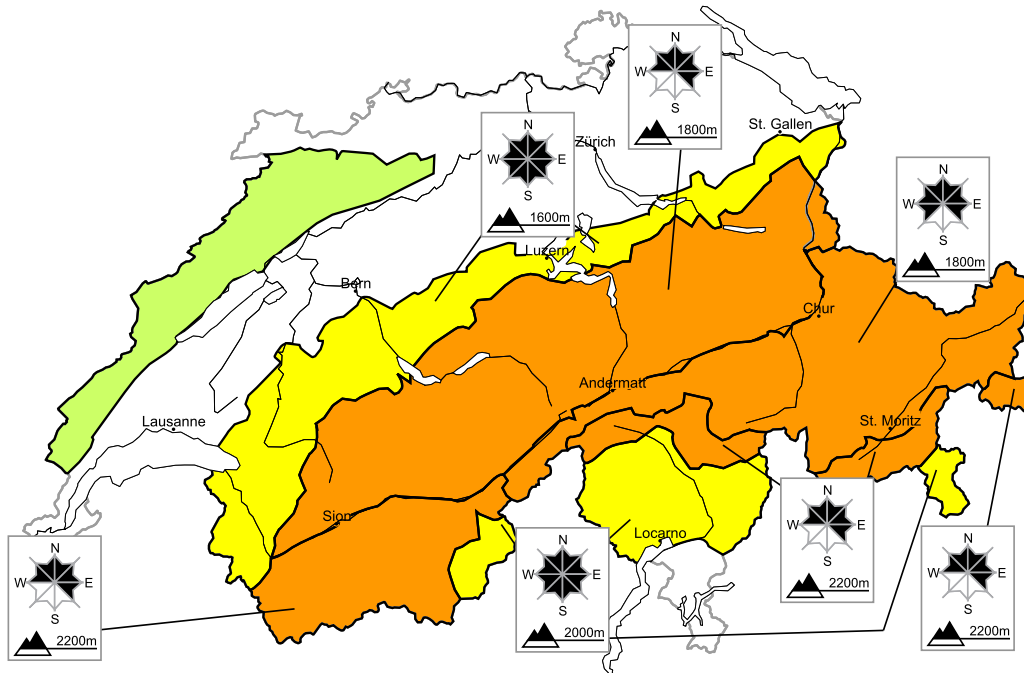 N
W E
S
1800m
St. Gallen
N
W E
S
1600m
Zürich
N
W E
S
1800m
Luzern
Bern
Chur
Andermatt
Lausanne
St. Moritz
Sion
Locarno
N
W E
S
2200m
N
W E
S
2200m
N
W E
S
2000m
N
W E
S
2200m